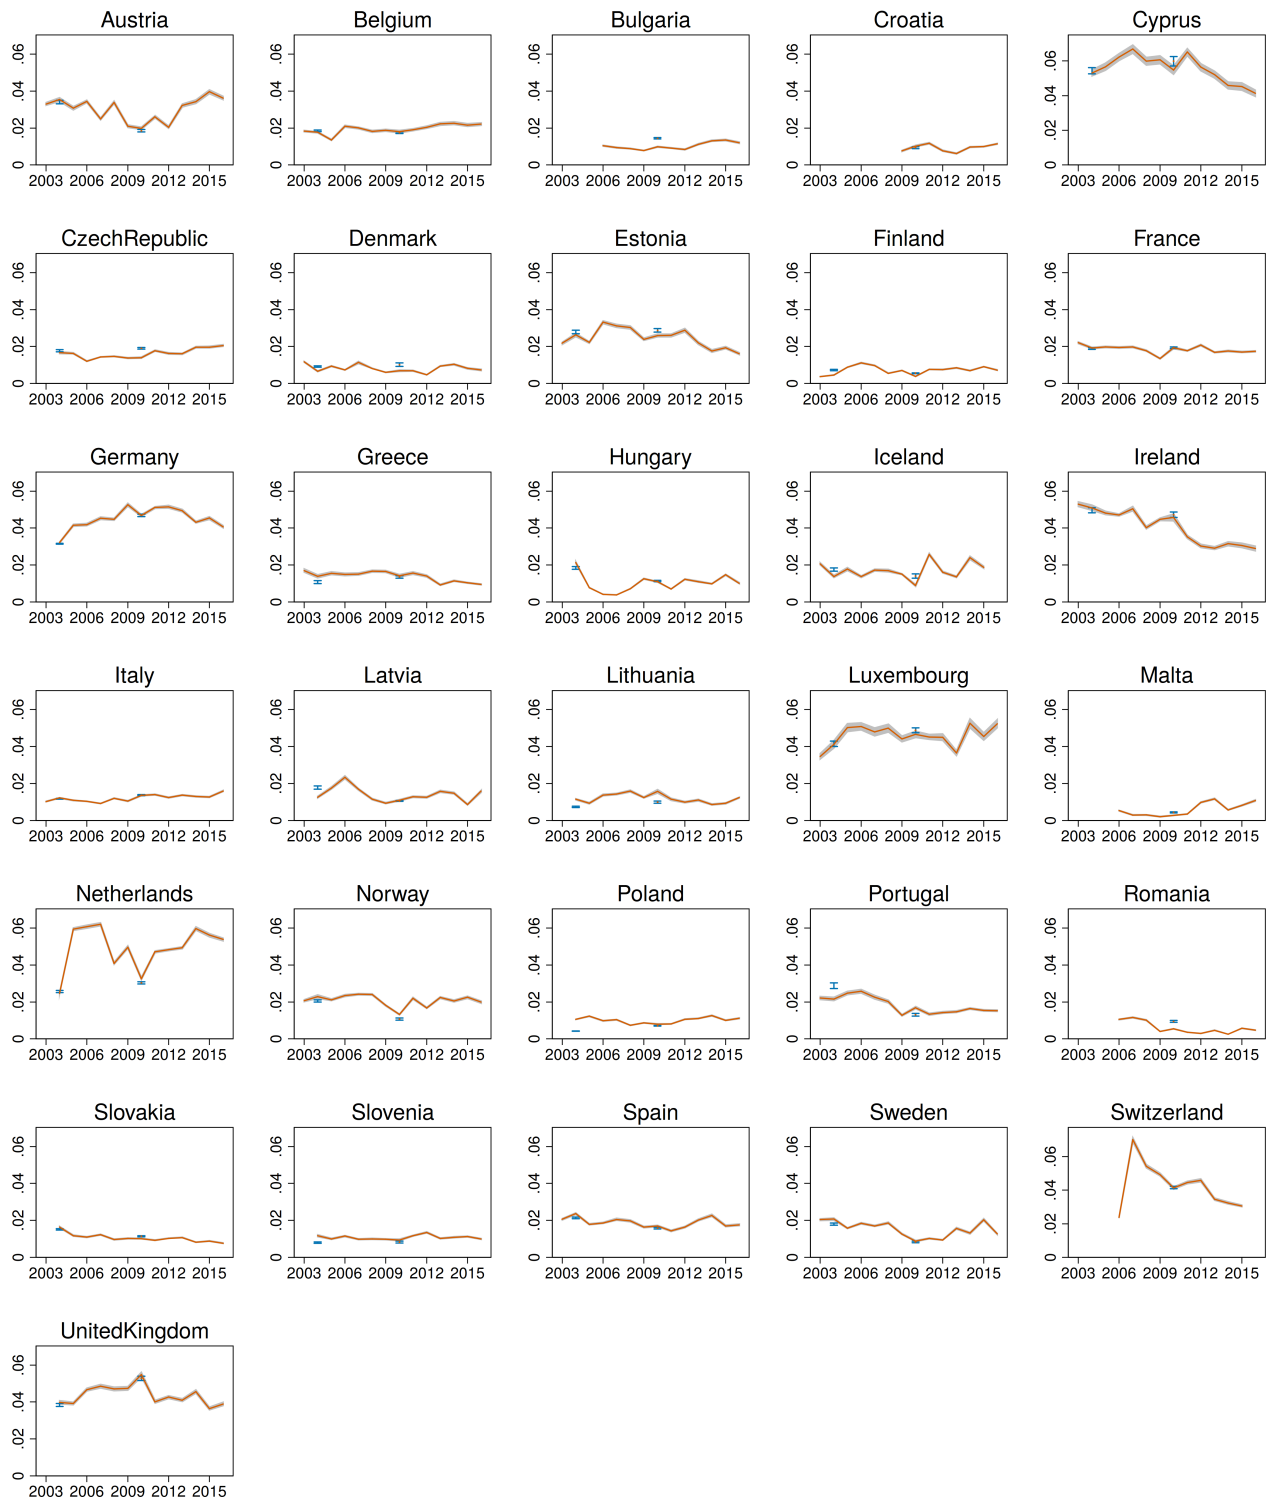 Austria Belgium Bulgaria Croatia Cyprus
.06 .06 .06 .06 .06
.04 .04 .04 .04 .04
.02 .02 .02 .02 .02
0 0 0 0 0
2003 2006 2009 2012 2015 2003 2006 2009 2012 2015 2003 2006 2009 2012 2015 2003 2006 2009 2012 2015 2003 2006 2009 2012 2015
CzechRepublic Denmark Estonia Finland France
.06 .06 .06 .06 .06
.04 .04 .04 .04 .04
.02 .02 .02 .02 .02
0 0 0 0 0
2003 2006 2009 2012 2015 2003 2006 2009 2012 2015 2003 2006 2009 2012 2015 2003 2006 2009 2012 2015 2003 2006 2009 2012 2015
Germany Greece Hungary Iceland Ireland
.06 .06 .06 .06 .06
.04 .04 .04 .04 .04
.02 .02 .02 .02 .02
0 0 0 0 0
2003 2006 2009 2012 2015 2003 2006 2009 2012 2015 2003 2006 2009 2012 2015 2003 2006 2009 2012 2015 2003 2006 2009 2012 2015
Italy Latvia Lithuania Luxembourg Malta
.06 .06 .06 .06 .06
.04 .04 .04 .04 .04
.02 .02 .02 .02 .02
0 0 0 0 0
2003 2006 2009 2012 2015 2003 2006 2009 2012 2015 2003 2006 2009 2012 2015 2003 2006 2009 2012 2015 2003 2006 2009 2012 2015
Netherlands Norway Poland Portugal Romania
.06 .06 .06 .06 .06
.04 .04 .04 .04 .04
.02 .02 .02 .02 .02
0 0 0 0 0
2003 2006 2009 2012 2015 2003 2006 2009 2012 2015 2003 2006 2009 2012 2015 2003 2006 2009 2012 2015 2003 2006 2009 2012 2015
Slovakia Slovenia Spain Sweden Switzerland
.06 .06 .06 .06 .06
.04 .04 .04 .04 .04
.02 .02 .02 .02 .02
0 0 0 0 0
2003 2006 2009 2012 2015 2003 2006 2009 2012 2015 2003 2006 2009 2012 2015 2003 2006 2009 2012 2015 2003 2006 2009 2012 2015
UnitedKingdom
.06
.04
.02
0
2003 2006 2009 2012 2015